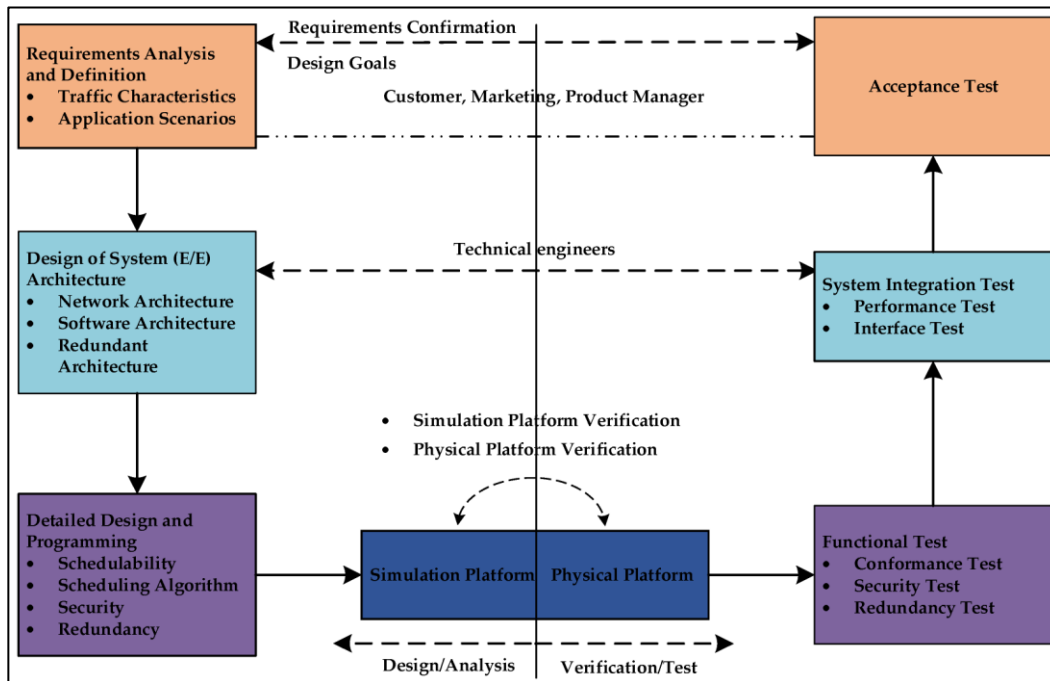 Requirements Confirmation
Design Goals
Customer, Marketing, Product Manager
Requirements Analysis
and Definition
• Traffic Characteristics
• Application Scenarios
Acceptance Test
Technical engineers
Design of System (E/E)
Architecture
• Network Architecture
• Software Architecture
• Redundant
Architecture
System Integration Test
• Performance Test
• Interface Test
• Simulation Platform Verification
• Physical Platform Verification
Detailed Design and
Programming
• Schedulability
• Scheduling Algorithm
• Security
• Redundancy
Simulation Platform
Physical Platform
Functional Test
• Conformance Test
• Security Test
• Redundancy Test
Design/Analysis
Verification/Test